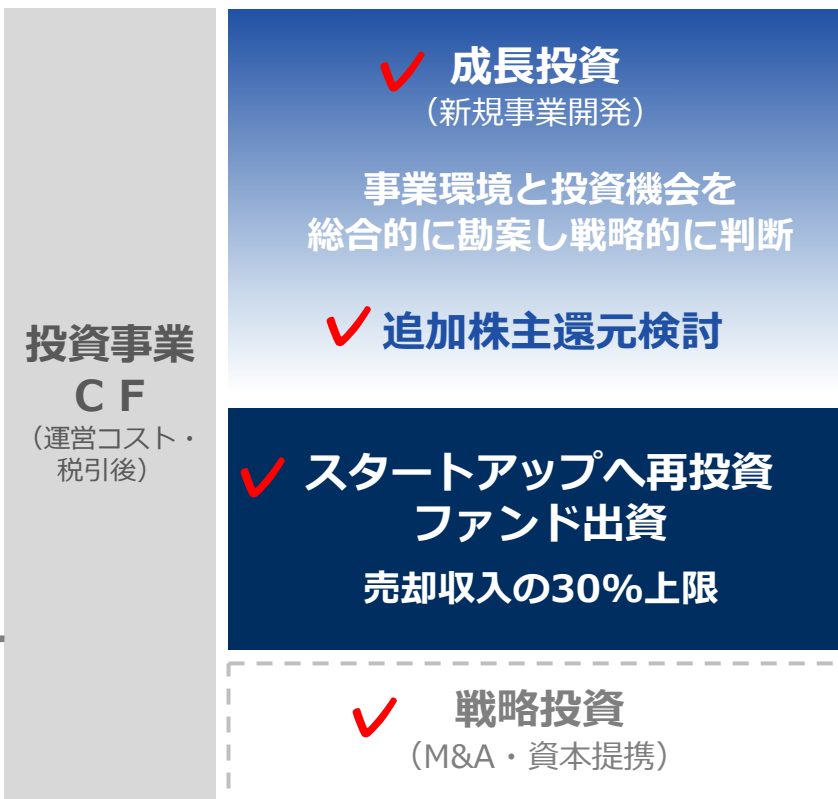 投資事業
ＣＦ
（運営コスト・
税引後）
成長投資
（新規事業開発）
事業環境と投資機会を
総合的に勘案し戦略的に判断
追加株主還元検討
スタートアップへ再投資
ファンド出資
売却収入の30%上限
戦略投資
（M&A・資本提携）